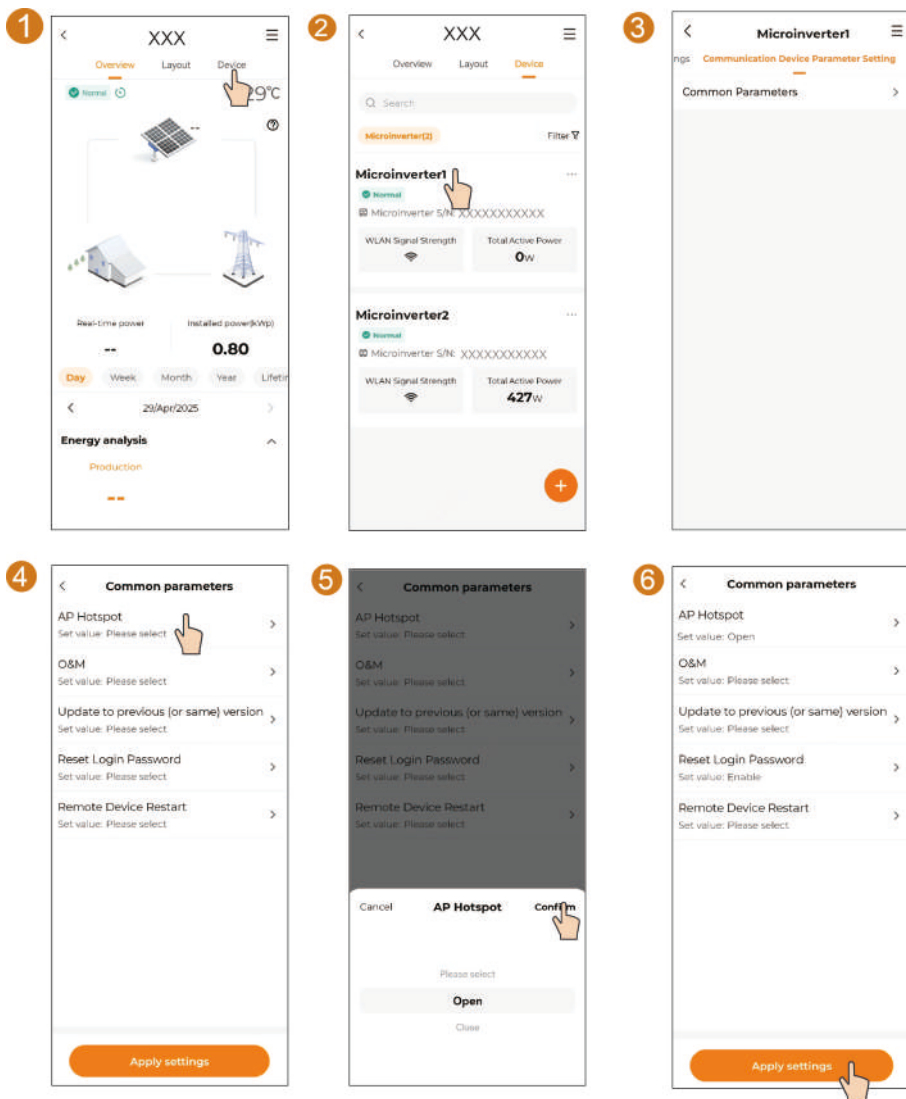 1
XXX
Overview Layout Device
Normal 29°C
--
Real-time power Installed power(kWp)
-- 0.80
Day Week Month Year Lifetim
29/Apr/2025
Energy analysis
Production
--
2
XXX
Overview Layout Device
Search
Microinverter(2) Filter
Microinverter1 ...
Normal
Microinverter S/N: XXXXXXXXXXX
WLAN Signal Strength Total Active Power
0W
Microinverter2 ...
Normal
Microinverter S/N: XXXXXXXXXXX
WLAN Signal Strength Total Active Power
427W
+
3
Microinverter1
ngs Communication Device Parameter Setting
Common Parameters
4
Common parameters
AP Hotspot
Set value: Please select
O&M
Set value: Please select
Update to previous (or same) version
Set value: Please select
Reset Login Password
Set value: Please select
Remote Device Restart
Set value: Please select
Apply settings
5
Common parameters
AP Hotspot
Set value: Please select
O&M
Set value: Please select
Update to previous (or same) version
Set value: Please select
Reset Login Password
Set value: Please select
Remote Device Restart
Set value: Please select
Cancel AP Hotspot Confirm
Please select
Open
Close
6
Common parameters
AP Hotspot
Set value: Open
O&M
Set value: Please select
Update to previous (or same) version
Set value: Please select
Reset Login Password
Set value: Enable
Remote Device Restart
Set value: Please select
Apply settings